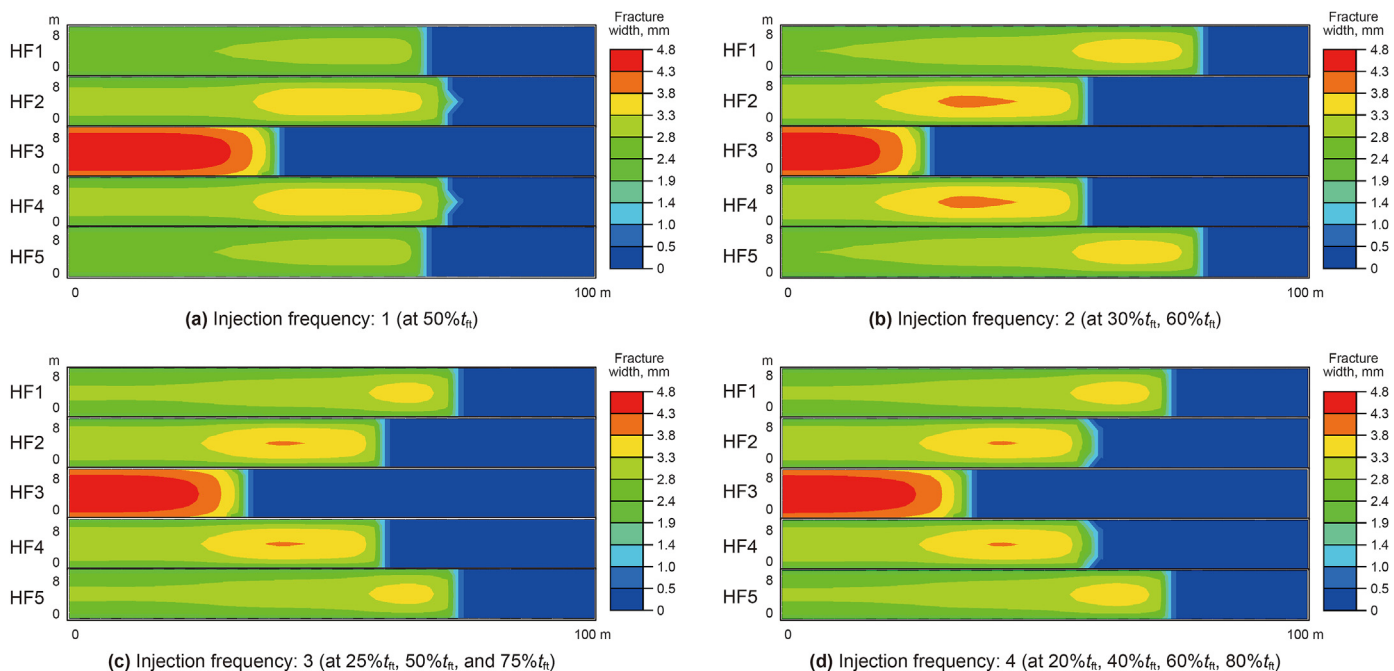 m
Fracture
width, mm
HF1
8
0
HF2
8
0
HF3
8
0
HF4
8
0
HF5
8
0
4.8
4.3
3.8
3.3
2.8
2.4
1.9
1.4
1.0
0.5
0
0
100 m
(a) Injection frequency: 1 (at 50%tft)
m
Fracture
width, mm
HF1
8
0
HF2
8
0
HF3
8
0
HF4
8
0
HF5
8
0
4.8
4.3
3.8
3.3
2.8
2.4
1.9
1.4
1.0
0.5
0
0
100 m
(b) Injection frequency: 2 (at 30%tft, 60%tft)
m
Fracture
width, mm
HF1
8
0
HF2
8
0
HF3
8
0
HF4
8
0
HF5
8
0
4.8
4.3
3.8
3.3
2.8
2.4
1.9
1.4
1.0
0.5
0
0
100 m
(c) Injection frequency: 3 (at 25%tft, 50%tft, and 75%tft)
m
Fracture
width, mm
HF1
8
0
HF2
8
0
HF3
8
0
HF4
8
0
HF5
8
0
4.8
4.3
3.8
3.3
2.8
2.4
1.9
1.4
1.0
0.5
0
0
100 m
(d) Injection frequency: 4 (at 20%tft, 40%tft, 60%tft, 80%tft)